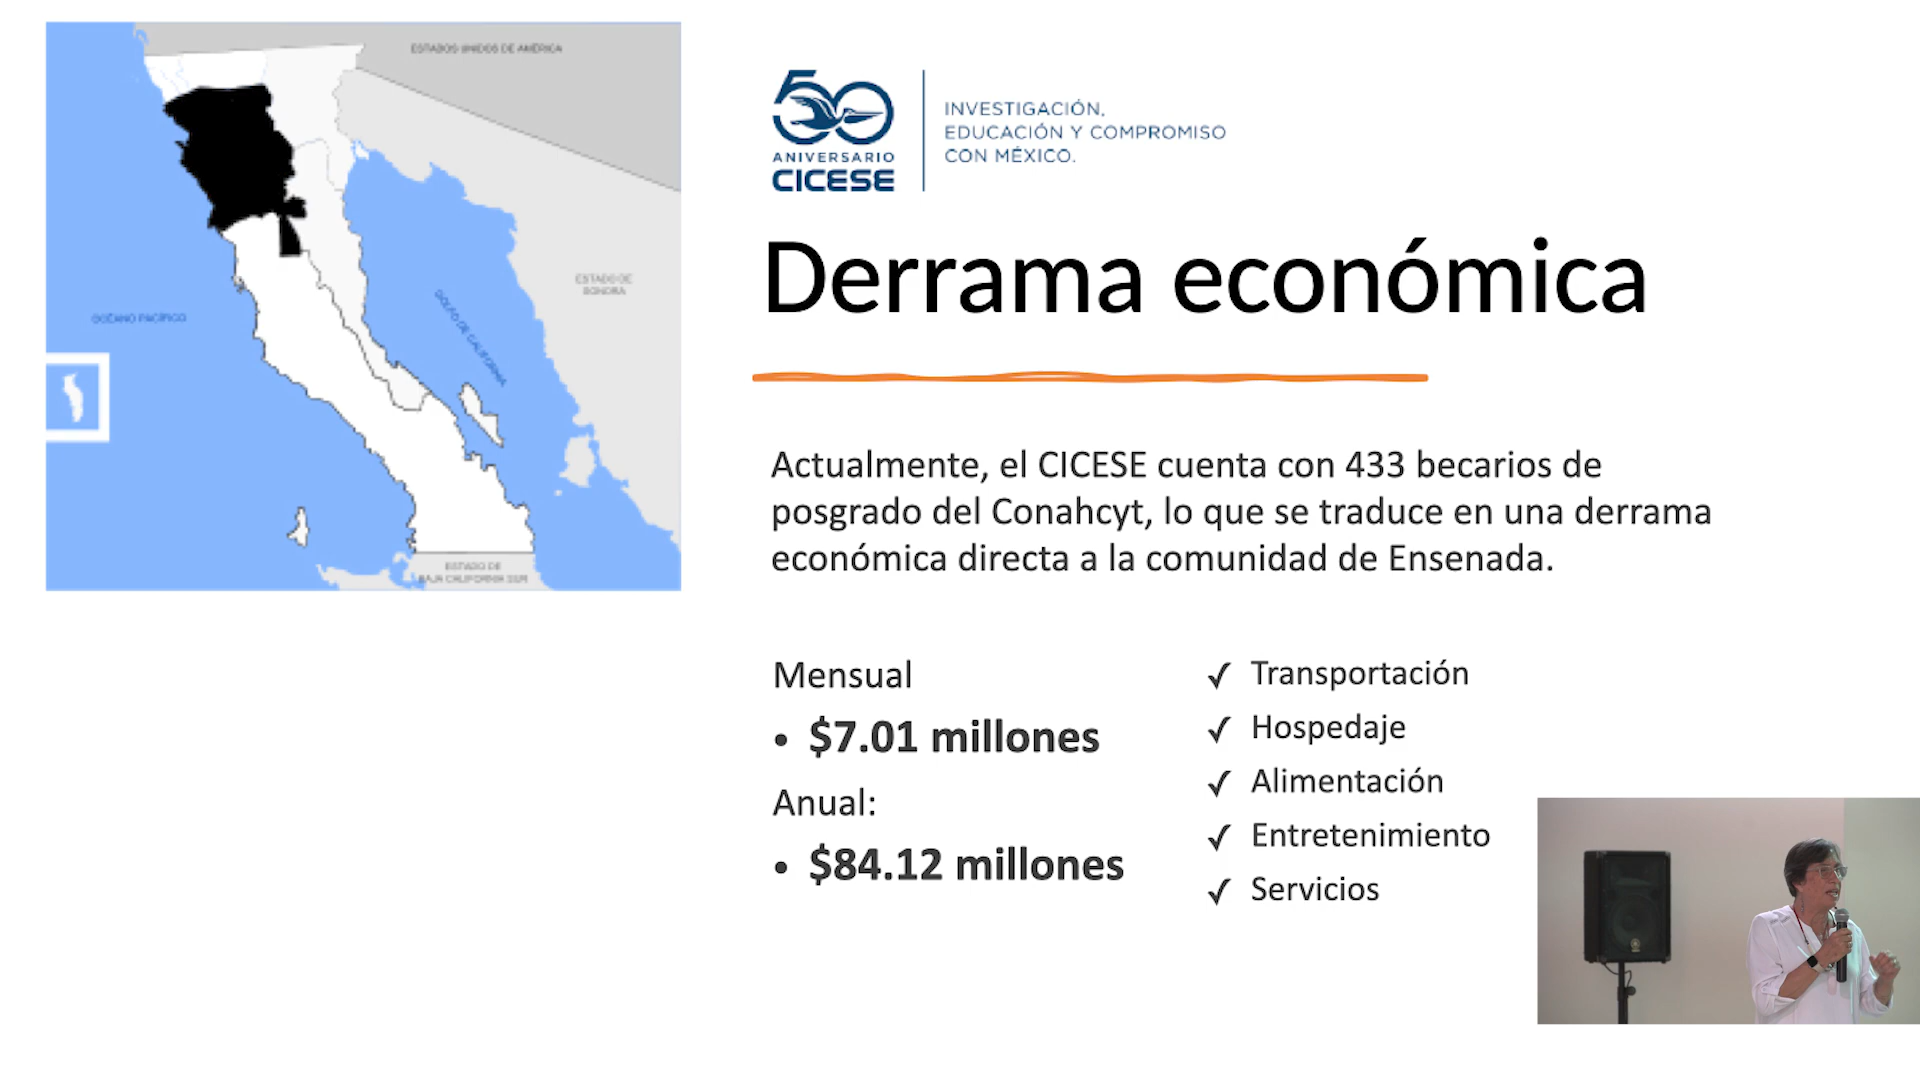 ESTADOS UNIDOS DE AMÉRICA
OCÉANO PACÍFICO
GOLFO DE CALIFORNIA
ESTADO DE
SONORA
ESTADO DE
BAJA CALIFORNIA SUR
50
ANIVERSARIO
CICESE
INVESTIGACIÓN,
EDUCACIÓN Y COMPROMISO
CON MÉXICO.
Derrama económica
Actualmente, el CICESE cuenta con 433 becarios de
posgrado del Conahcyt, lo que se traduce en una derrama
económica directa a la comunidad de Ensenada.
Mensual
• $7.01 millones
Anual:
• $84.12 millones
✓ Transportación
✓ Hospedaje
✓ Alimentación
✓ Entretenimiento
✓ Servicios